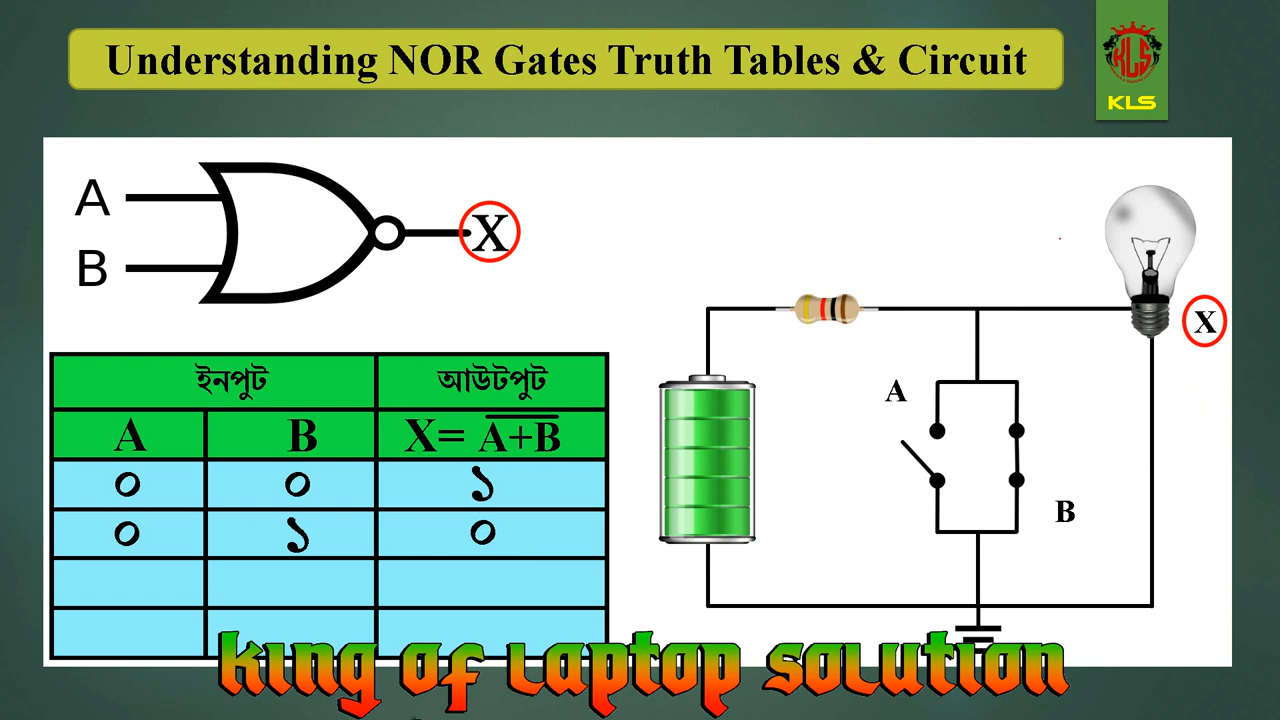 Understanding NOR Gates Truth Tables & Circuit
KLS
KLS
A
B
X
X
A
B
ইনপুট আউটপুট
A B X= A+B
০ ০ ১
০ ১ ০
King of Laptop Solution